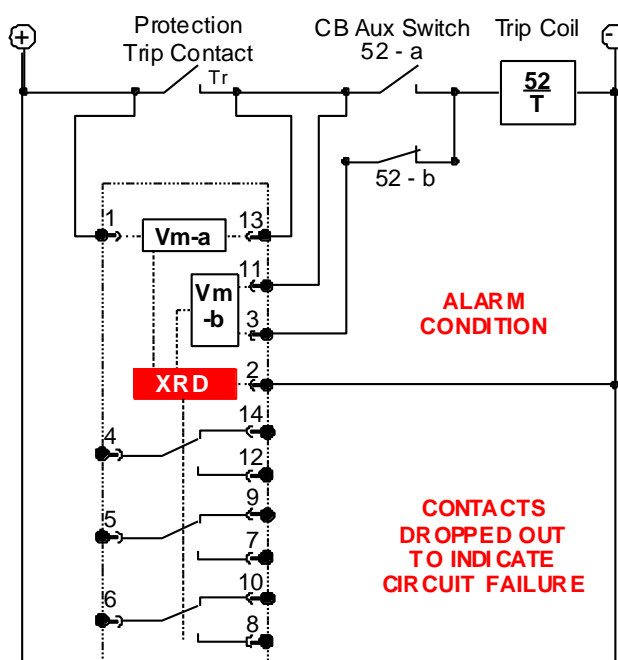 Protection
Trip Contact
Tr
CB Aux Switch
52 - a
Trip Coil
+
-
52
T
52 - b
1
Vm-a
13
11
Vm
-b
3
ALARM
CONDITION
XRD
2
4
14
12
5
9
7
6
10
8
CONTACTS
DROPPED OUT
TO INDICATE
CIRCUIT FAILURE